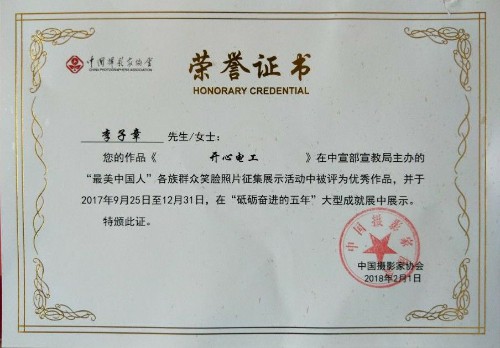 中国摄影家协会
CHINA PHOTOGRAPHERS ASSOCIATION
荣誉证书
HONORARY CREDENTIAL
李子章 先生/女士：
您的作品《 开心电工 》在中宣部宣教局主办的
“最美中国人”各族群众笑脸照片征集展示活动中被评为优秀作品，并于
2017年9月25日至12月31日，在“砥砺奋进的五年”大型成就展中展示。
特颁此证。
中国摄影家协会
中国摄影家协会
2018年2月1日